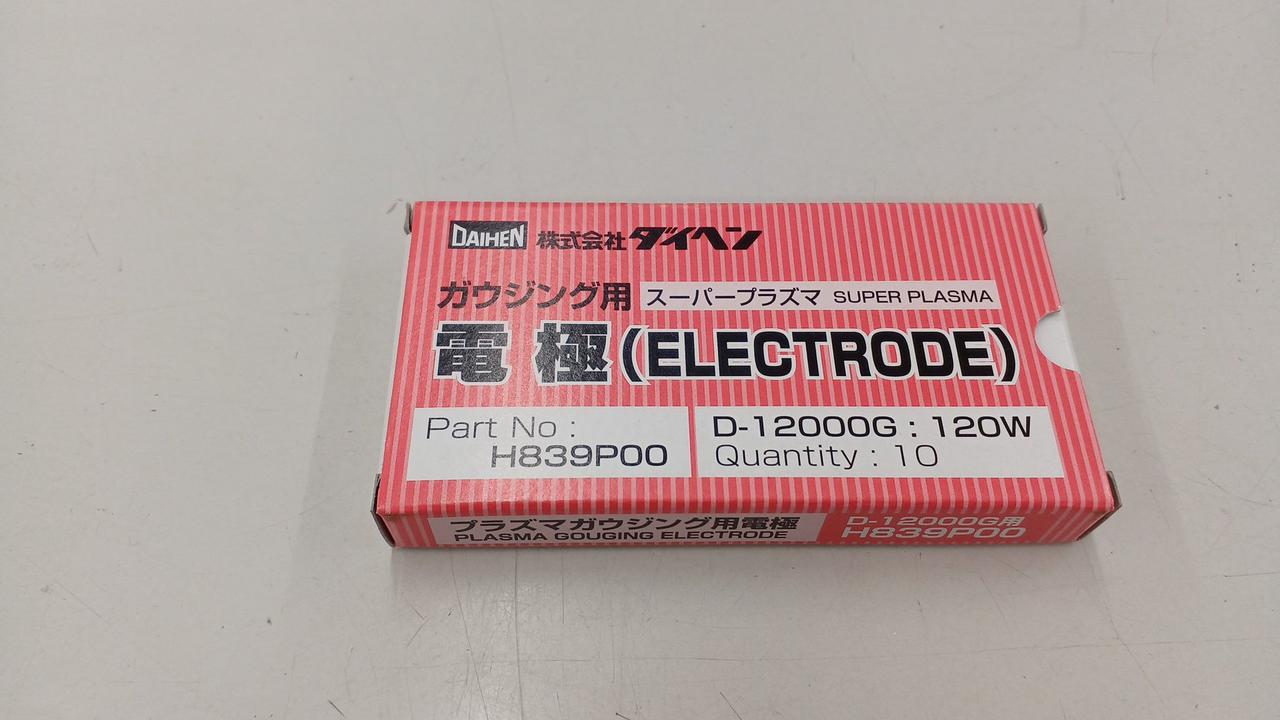 DAIHEN 株式会社ダイヘン
ガウジング用 スーパープラズマ SUPER PLASMA
電極(ELECTRODE)
Part No :
H839P00
D-12000G : 120W
Quantity : 10
プラズマガウジング用電極
PLASMA GOUGING ELECTRODE
D-12000G用
H839P00